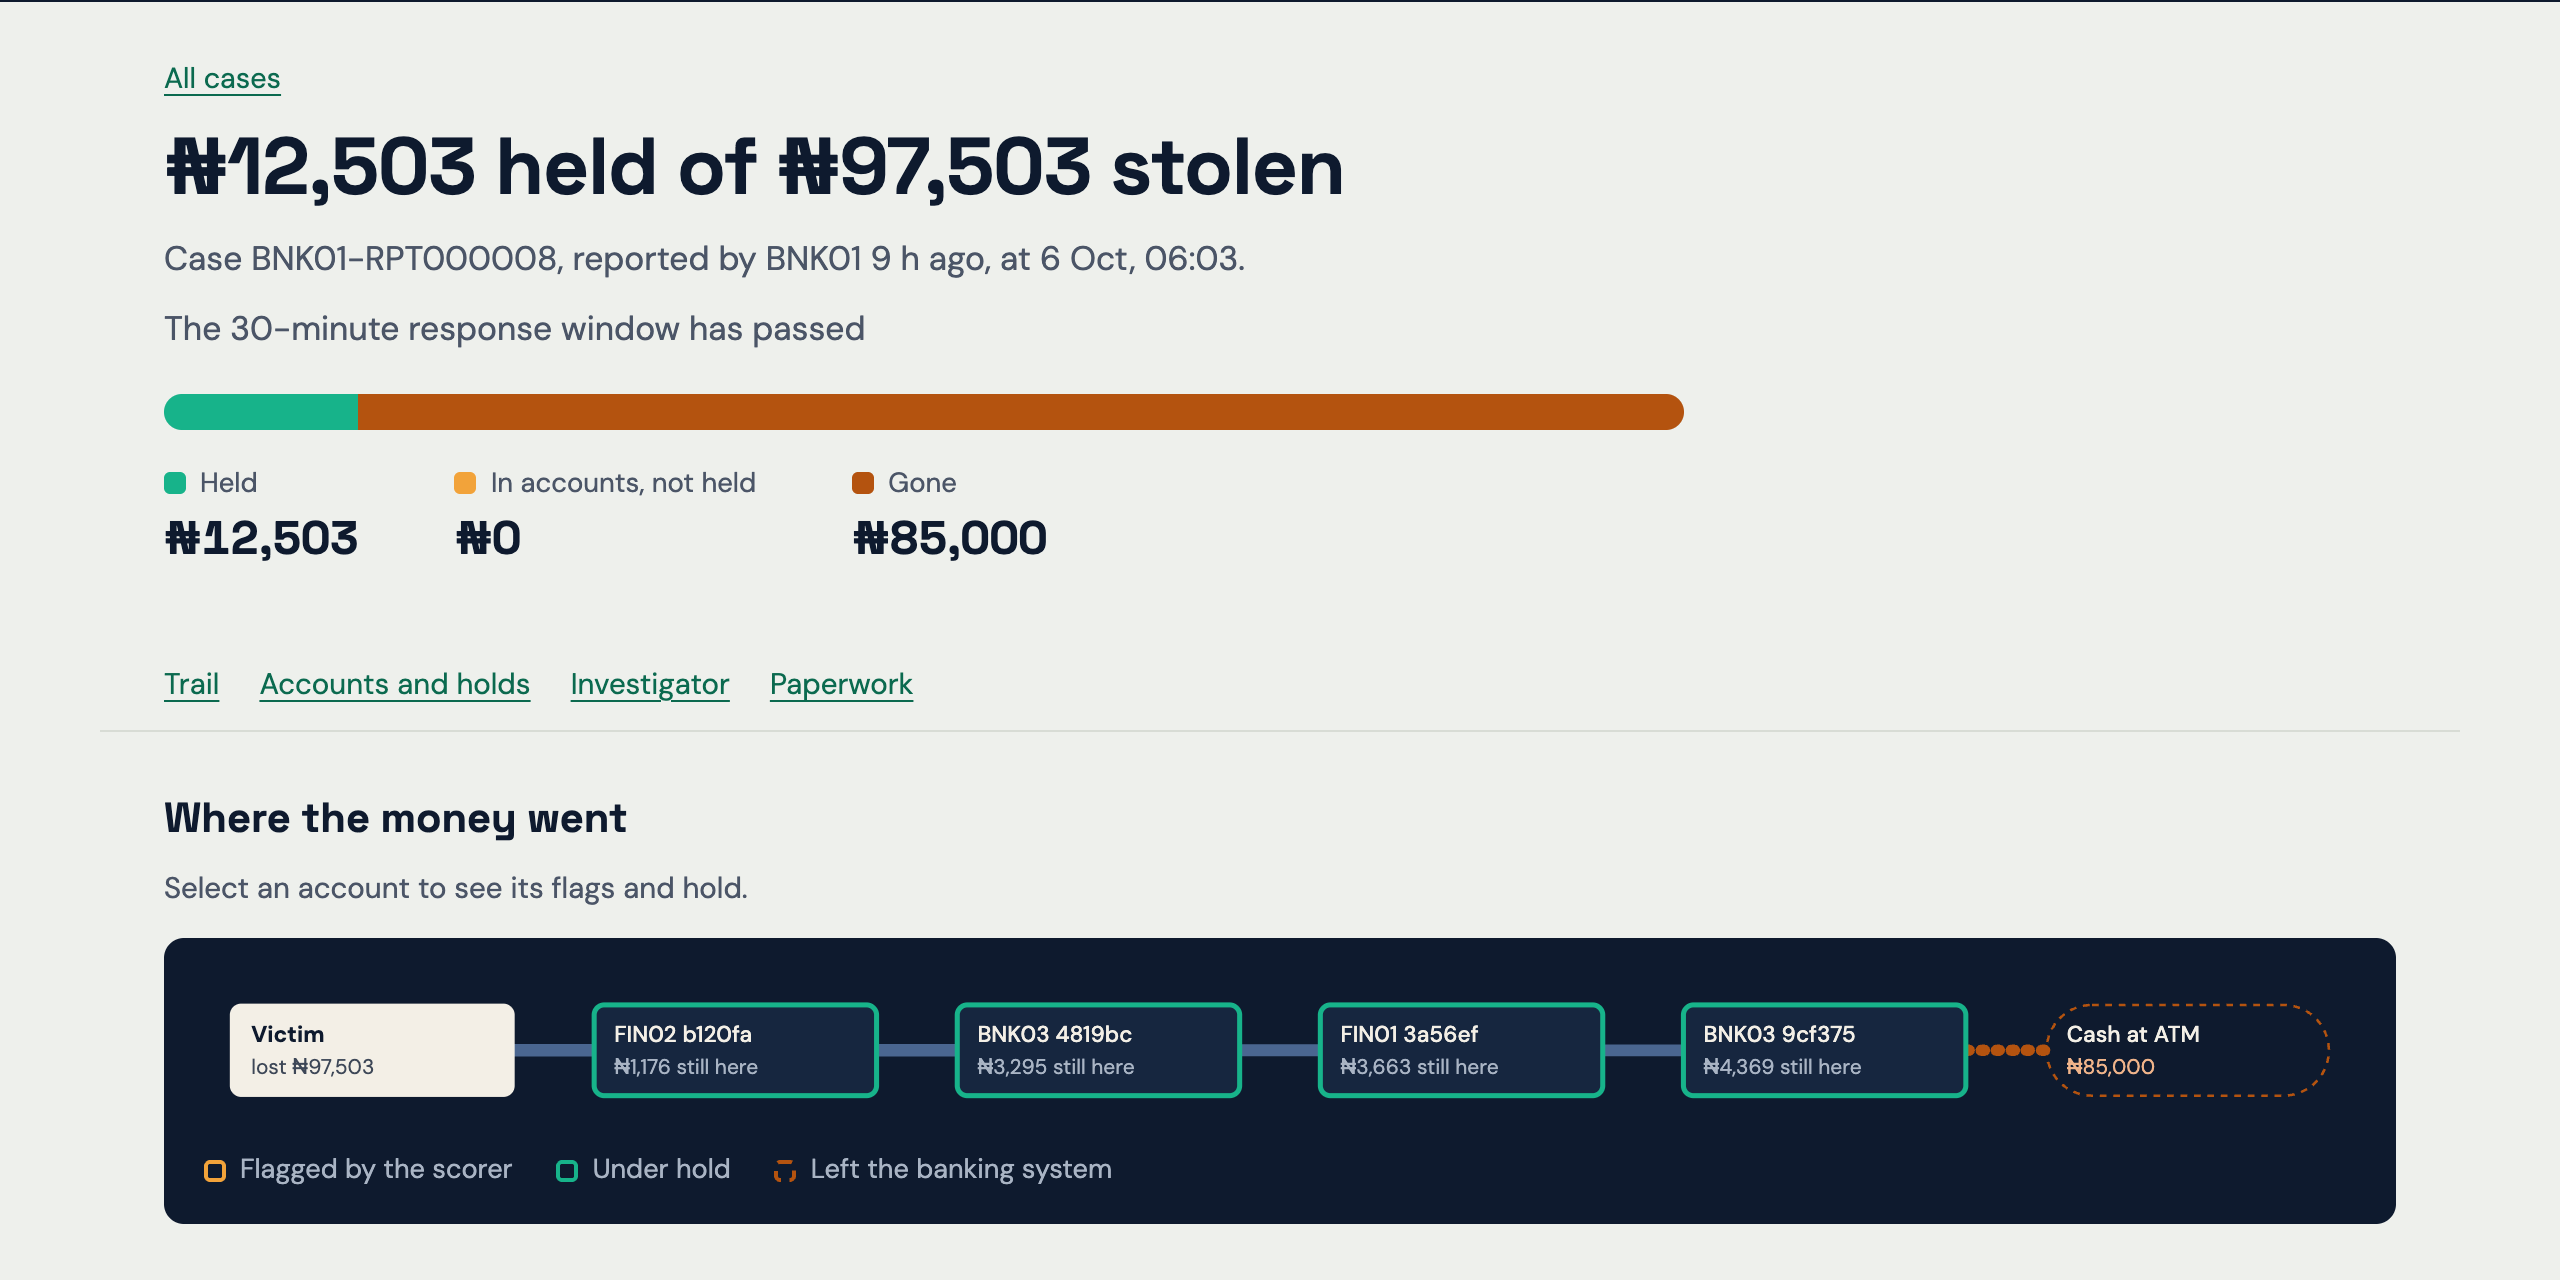 All cases
₦12,503 held of ₦97,503 stolen
Case BNK01-RPT000008, reported by BNK01 9 h ago, at 6 Oct, 06:03.
The 30-minute response window has passed
Held
In accounts, not held
Gone
₦12,503
₦0
₦85,000
Trail
Accounts and holds
Investigator
Paperwork
Where the money went
Select an account to see its flags and hold.
Victim
lost ₦97,503
FIN02 b120fa
₦1,176 still here
BNK03 4819bc
₦3,295 still here
FIN01 3a56ef
₦3,663 still here
BNK03 9cf375
₦4,369 still here
Cash at ATM
₦85,000
Flagged by the scorer
Under hold
Left the banking system